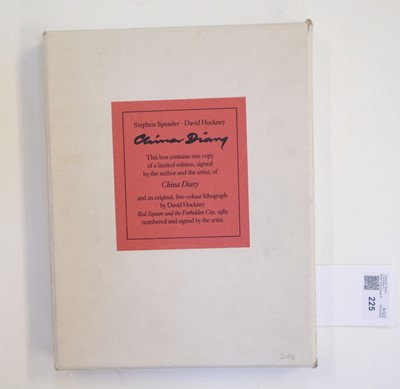 Stephen Spender · David Hockney
China Diary
This box contains one copy
of a limited edition, signed
by the author and the artist, of
China Diary
and an original, five-colour lithograph
by David Hockney
Red Square and the Forbidden City, 1982
numbered and signed by the artist.
225